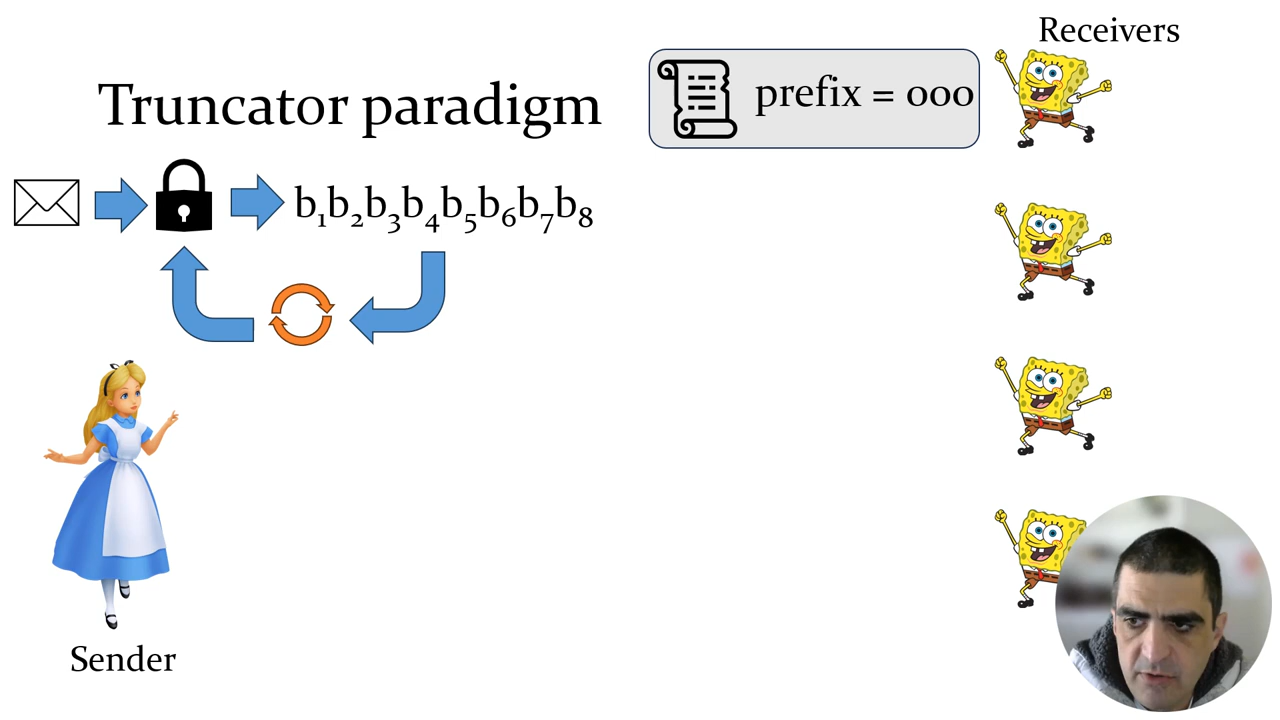 Receivers
Truncator paradigm
prefix = 000
b₁b₂b₃b₄b₅b₆b₇b₈
Sender